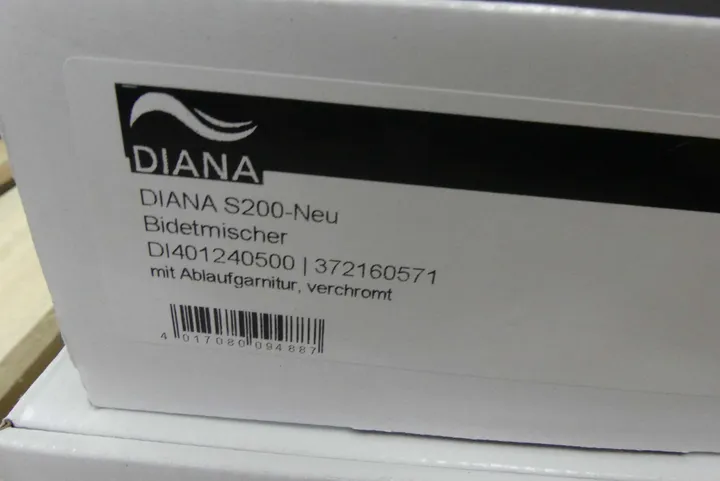 DIANA
DIANA S200-Neu
Bidetmischer
DI401240500 | 372160571
mit Ablaufgarnitur, verchromt
4 017080 094887